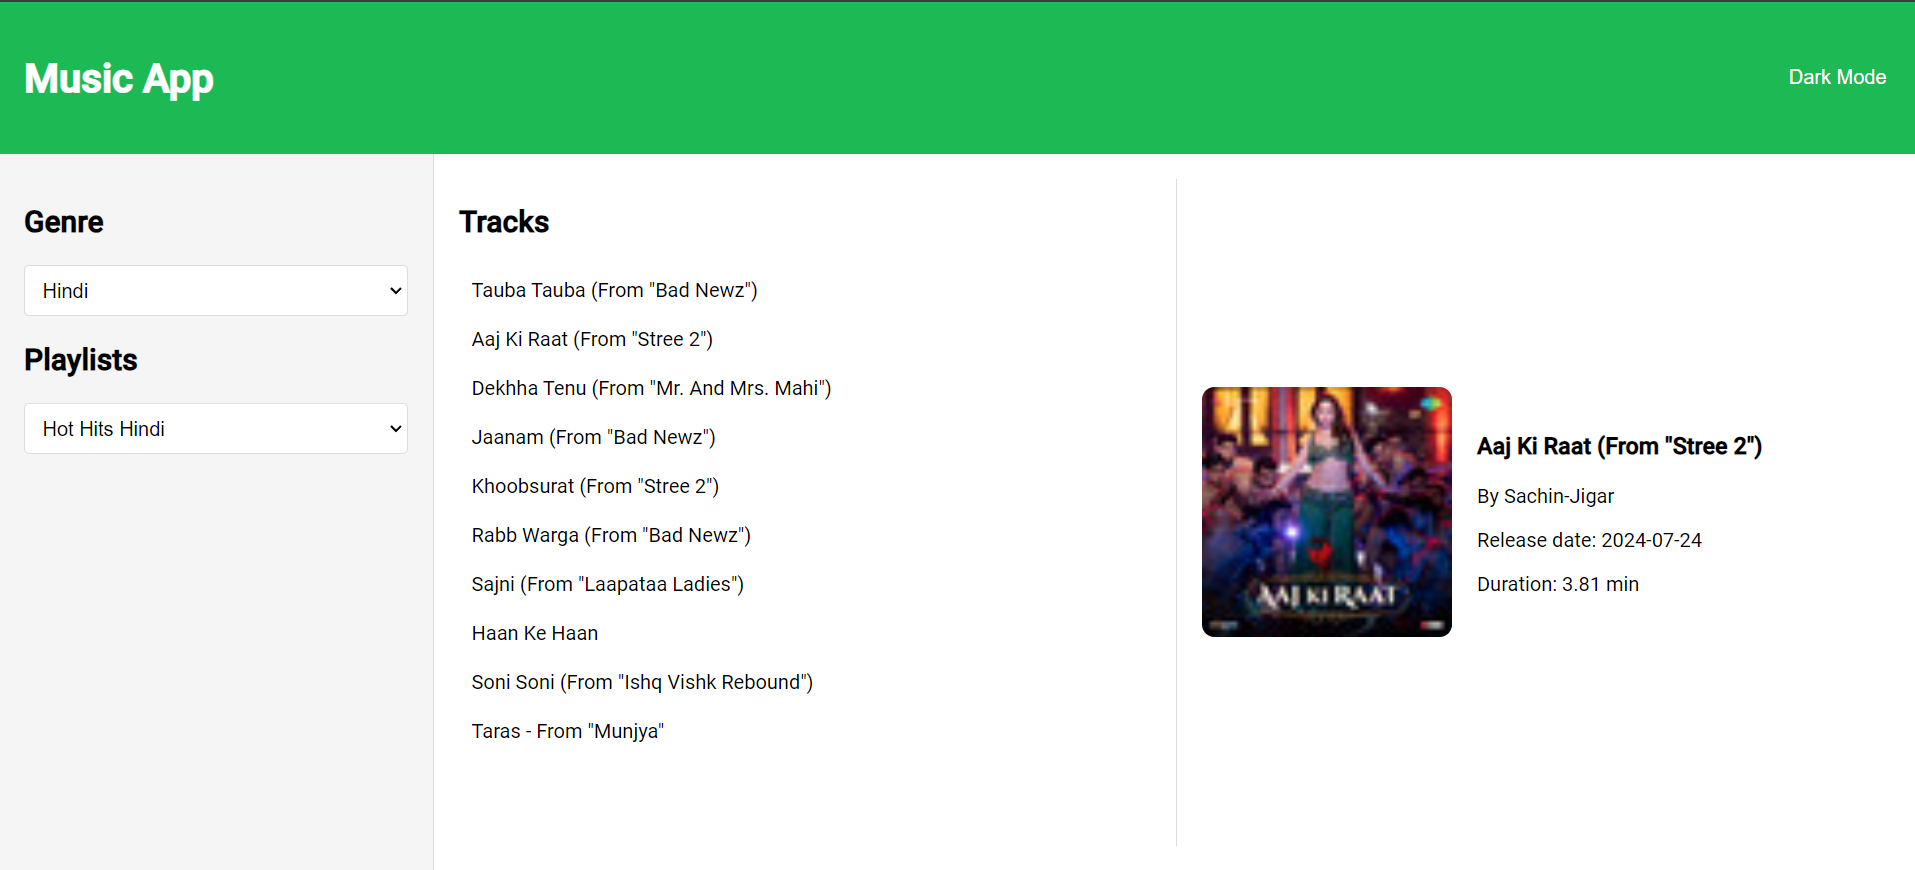 Music App
Dark Mode
Genre
Hindi
Playlists
Hot Hits Hindi
Tracks
Tauba Tauba (From "Bad Newz")
Aaj Ki Raat (From "Stree 2")
Dekhha Tenu (From "Mr. And Mrs. Mahi")
Jaanam (From "Bad Newz")
Khoobsurat (From "Stree 2")
Rabb Warga (From "Bad Newz")
Sajni (From "Laapataa Ladies")
Haan Ke Haan
Soni Soni (From "Ishq Vishk Rebound")
Taras - From "Munjya"
AAJ KI RAAT
Aaj Ki Raat (From "Stree 2")
By Sachin-Jigar
Release date: 2024-07-24
Duration: 3.81 min